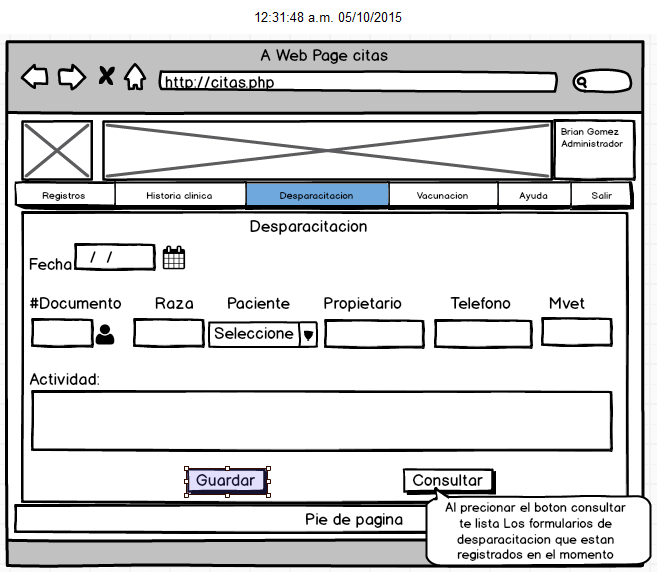 12:31:48 a.m. 05/10/2015
A Web Page citas
http://citas.php
Brian Gomez
Administrador
Registros Historia clinica Desparacitacion Vacunacion Ayuda Salir
Desparacitacion
Fecha / /
#Documento Raza Paciente Propietario Telefono Mvet
Seleccione
Actividad:
Guardar Consultar
Al precionar el boton consultar
te lista Los formularios de
desparacitacion que estan
registrados en el momento
Pie de pagina